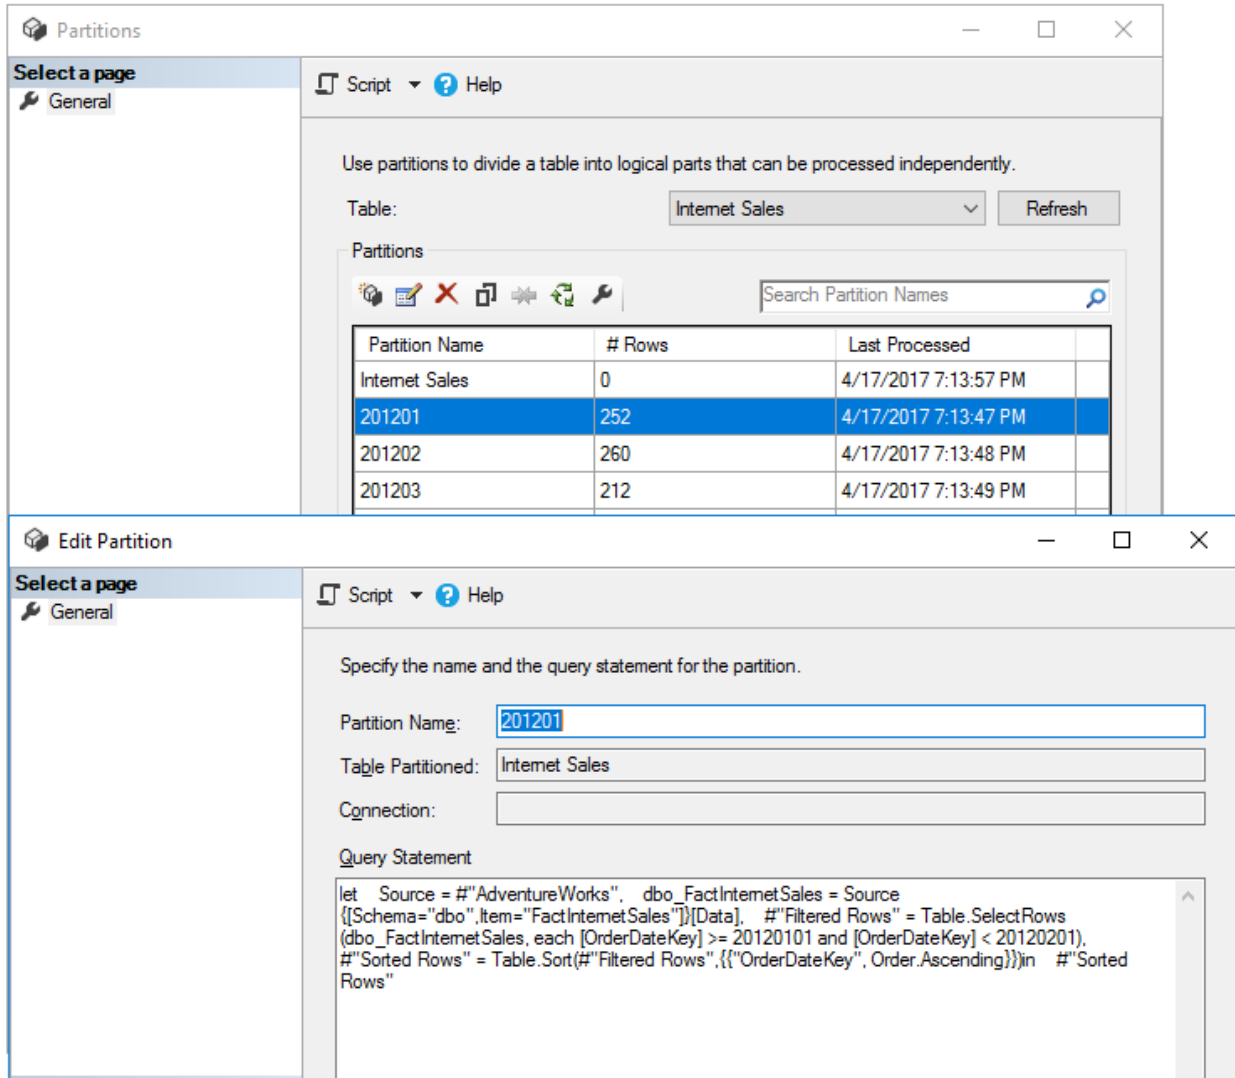 Partitions
Select a page
General
Script
Help
Use partitions to divide a table into logical parts that can be processed independently.
Table:
Internet Sales
Refresh
Partitions
Search Partition Names
Partition Name # Rows Last Processed
Internet Sales 0 4/17/2017 7:13:57 PM
201201 252 4/17/2017 7:13:47 PM
201202 260 4/17/2017 7:13:48 PM
201203 212 4/17/2017 7:13:49 PM
Edit Partition
Select a page
General
Script
Help
Specify the name and the query statement for the partition.
Partition Name: 201201
Table Partitioned: Internet Sales
Connection:
Query Statement
let    Source = #"AdventureWorks",    dbo_FactInternetSales = Source
{[Schema="dbo",Item="FactInternetSales"]}[Data],    #"Filtered Rows" = Table.SelectRows
(dbo_FactInternetSales, each [OrderDateKey] >= 20120101 and [OrderDateKey] < 20120201),
#"Sorted Rows" = Table.Sort(#"Filtered Rows",{{"OrderDateKey", Order.Ascending}})in    #"Sorted
Rows"